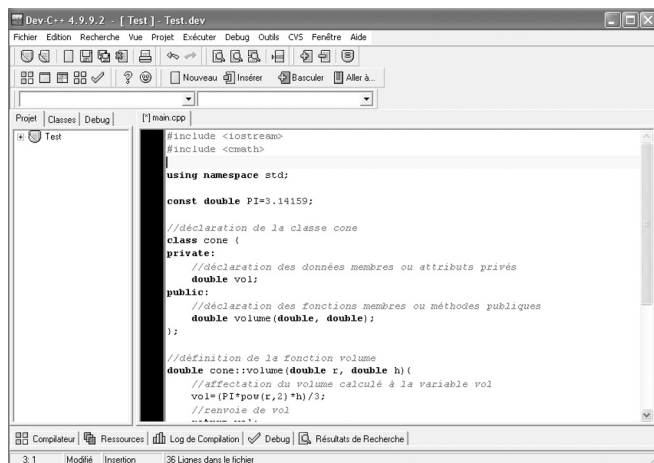 Dev-C++ 4.9.9.2 - [ Test ] - Test.dev
Fichier Edition Recherche Vue Projet Exécuter Debug Outils CVS Fenêtre Aide
Nouveau Insérer Basculer Aller à...
Projet Classes Debug [*] main.cpp
Test
#include <iostream>
#include <cmath>
using namespace std;
const double PI=3.14159;
//déclaration de la classe cone
class cone {
private:
//déclaration des données membres ou attributs privés
double vol;
public:
//déclaration des fonctions membres ou méthodes publiques
double volume(double, double);
};
//définition de la fonction volume
double cone::volume(double r, double h){
//affectation du volume calculé à la variable vol
vol=(PI*pow(r,2)*h)/3;
//renvoie de vol
return vol;
Compilateur Ressources Log de Compilation Debug Résultats de Recherche
3: 1 Modifié Insertion 36 Lignes dans le fichier